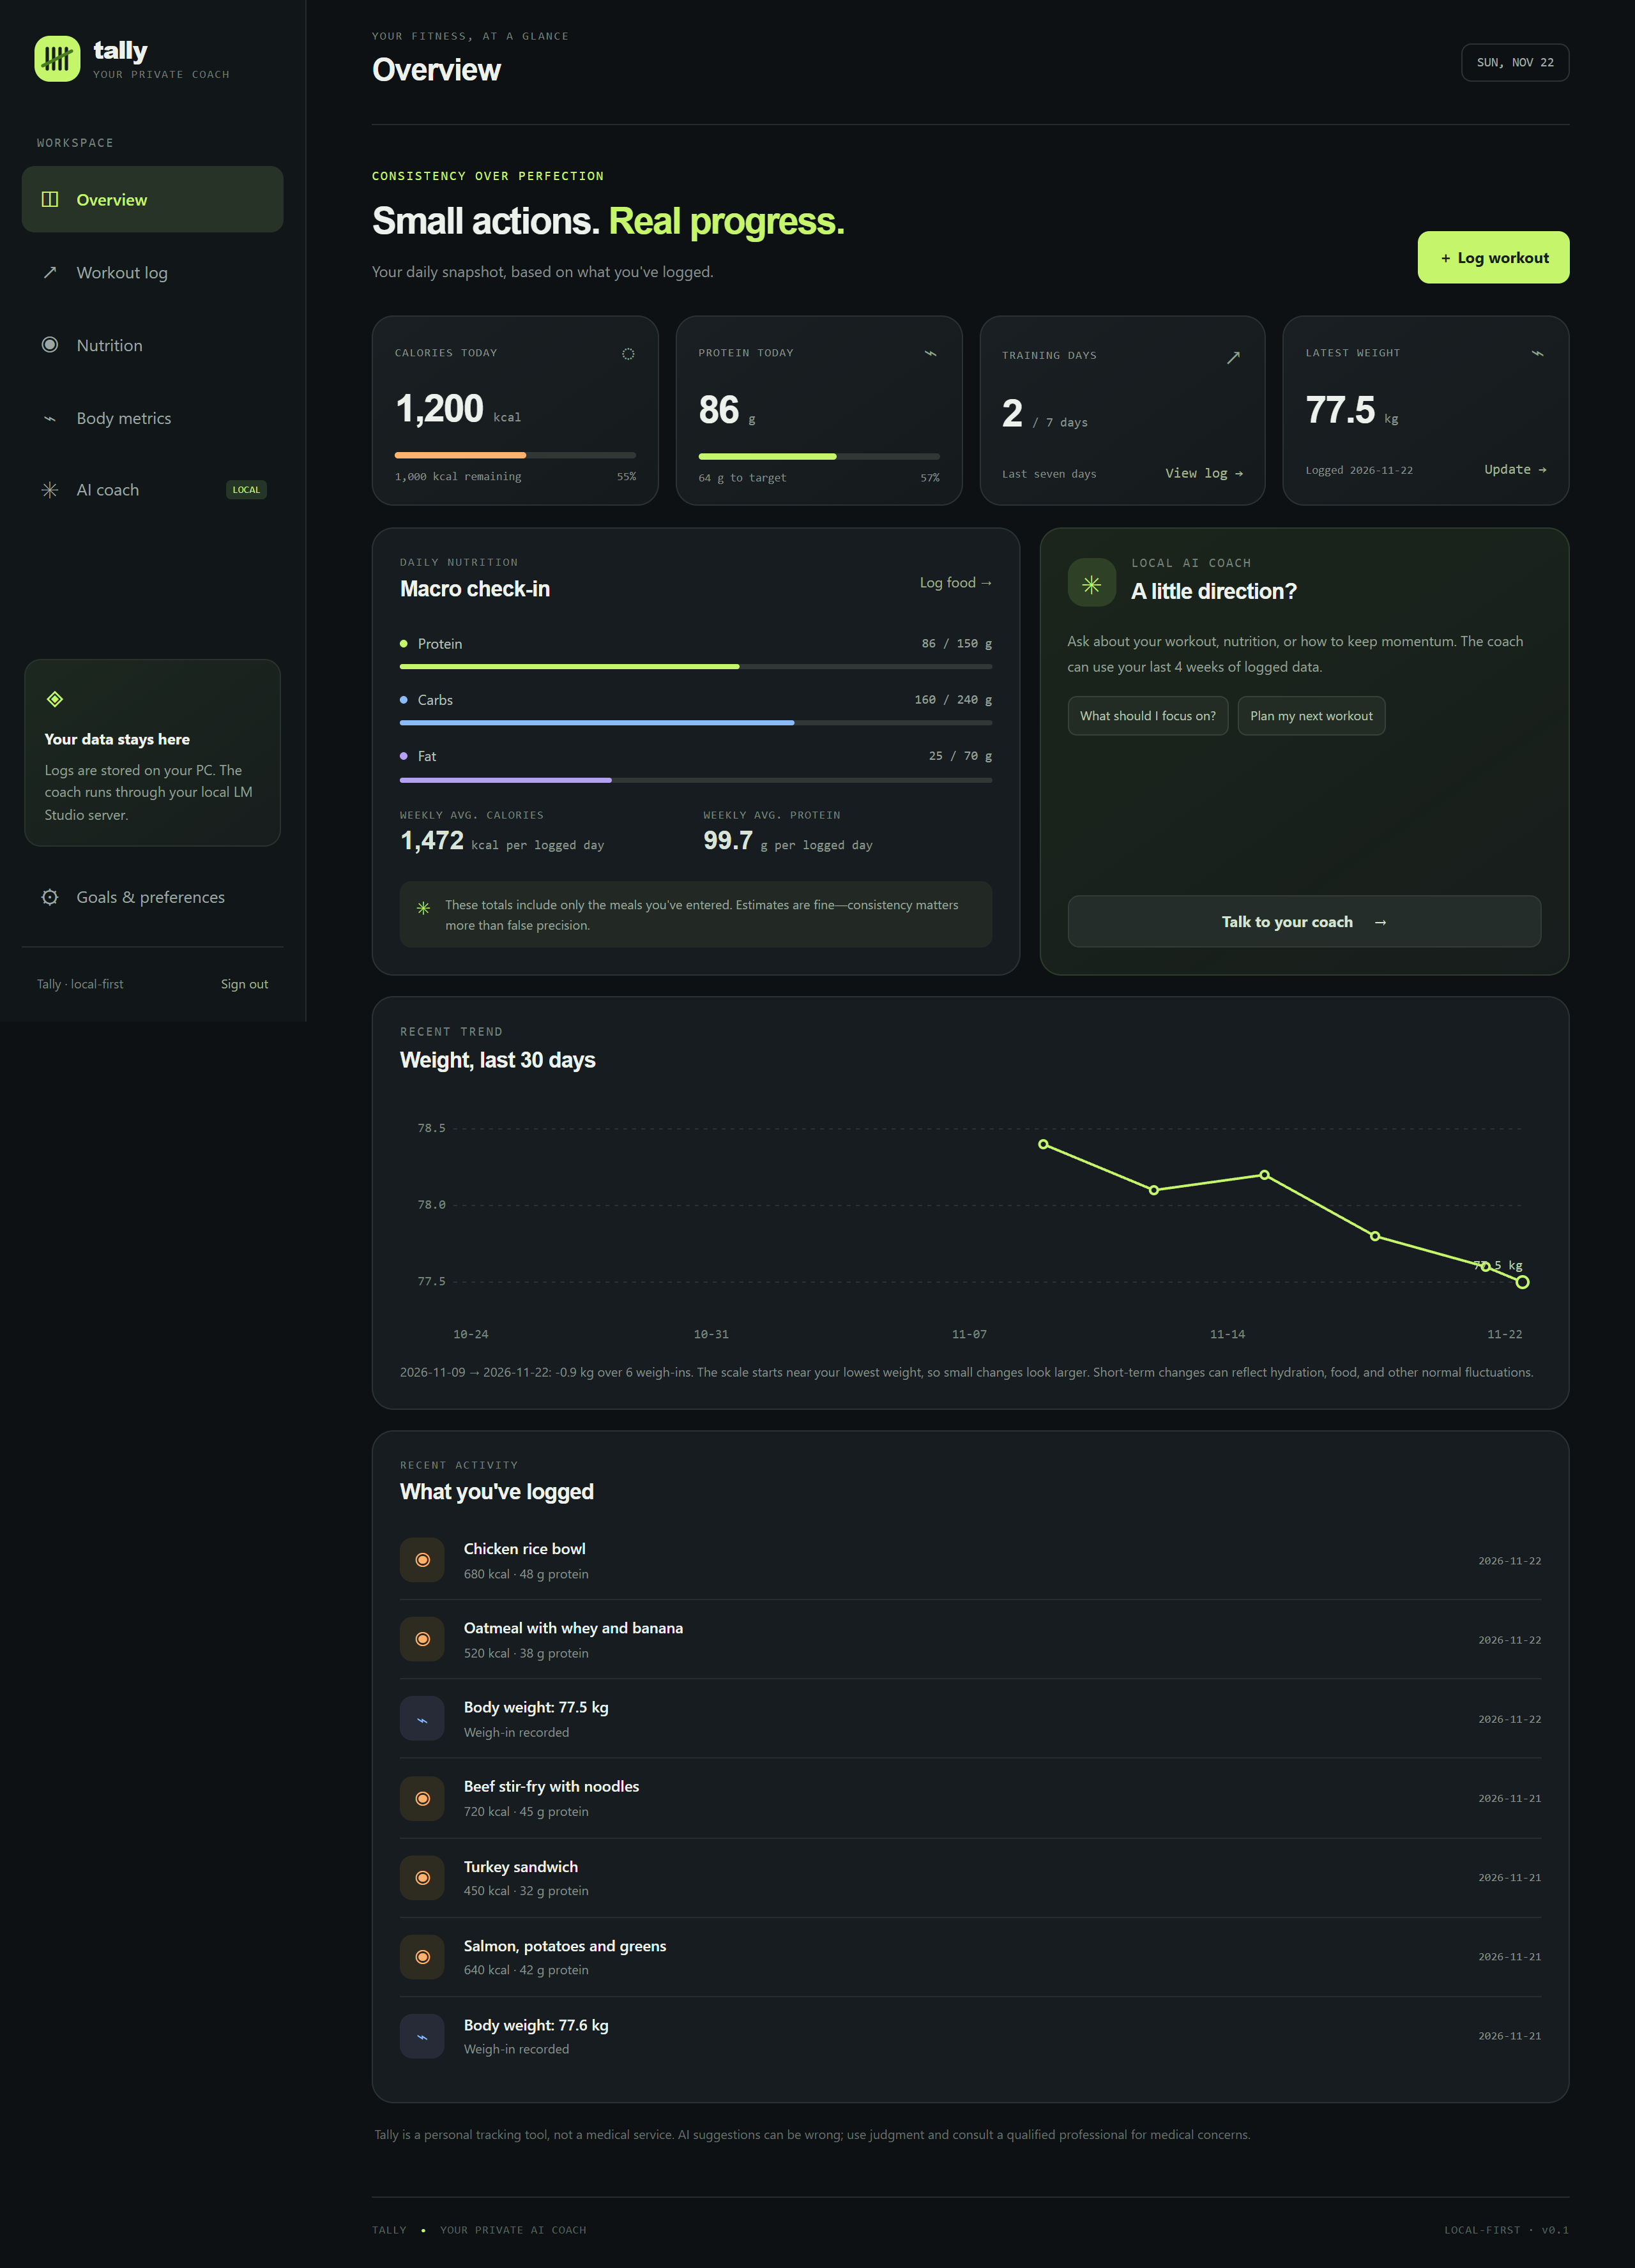 tally
YOUR PRIVATE COACH
WORKSPACE
Overview
Workout log
Nutrition
Body metrics
AI coach
LOCAL
Your data stays here
Logs are stored on your PC. The
coach runs through your local LM
Studio server.
Goals & preferences
Tally · local-first
Sign out
YOUR FITNESS, AT A GLANCE
Overview
SUN, NOV 22
CONSISTENCY OVER PERFECTION
Small actions. Real progress.
Your daily snapshot, based on what you've logged.
+ Log workout
CALORIES TODAY
1,200 kcal
1,000 kcal remaining
55%
PROTEIN TODAY
86 g
64 g to target
57%
TRAINING DAYS
2 / 7 days
Last seven days
View log →
LATEST WEIGHT
77.5 kg
Logged 2026-11-22
Update →
DAILY NUTRITION
Macro check-in
Log food →
Protein
86 / 150 g
Carbs
160 / 240 g
Fat
25 / 70 g
WEEKLY AVG. CALORIES
1,472 kcal per logged day
WEEKLY AVG. PROTEIN
99.7 g per logged day
These totals include only the meals you've entered. Estimates are fine—consistency matters
more than false precision.
LOCAL AI COACH
A little direction?
Ask about your workout, nutrition, or how to keep momentum. The coach
can use your last 4 weeks of logged data.
What should I focus on?
Plan my next workout
Talk to your coach →
RECENT TREND
Weight, last 30 days
78.5
78.0
77.5
77.5 kg
10-24
10-31
11-07
11-14
11-22
2026-11-09 → 2026-11-22: -0.9 kg over 6 weigh-ins. The scale starts near your lowest weight, so small changes look larger. Short-term changes can reflect hydration, food, and other normal fluctuations.
RECENT ACTIVITY
What you've logged
Chicken rice bowl
680 kcal · 48 g protein
2026-11-22
Oatmeal with whey and banana
520 kcal · 38 g protein
2026-11-22
Body weight: 77.5 kg
Weigh-in recorded
2026-11-22
Beef stir-fry with noodles
720 kcal · 45 g protein
2026-11-21
Turkey sandwich
450 kcal · 32 g protein
2026-11-21
Salmon, potatoes and greens
640 kcal · 42 g protein
2026-11-21
Body weight: 77.6 kg
Weigh-in recorded
2026-11-21
Tally is a personal tracking tool, not a medical service. AI suggestions can be wrong; use judgment and consult a qualified professional for medical concerns.
TALLY • YOUR PRIVATE AI COACH
LOCAL-FIRST · v0.1